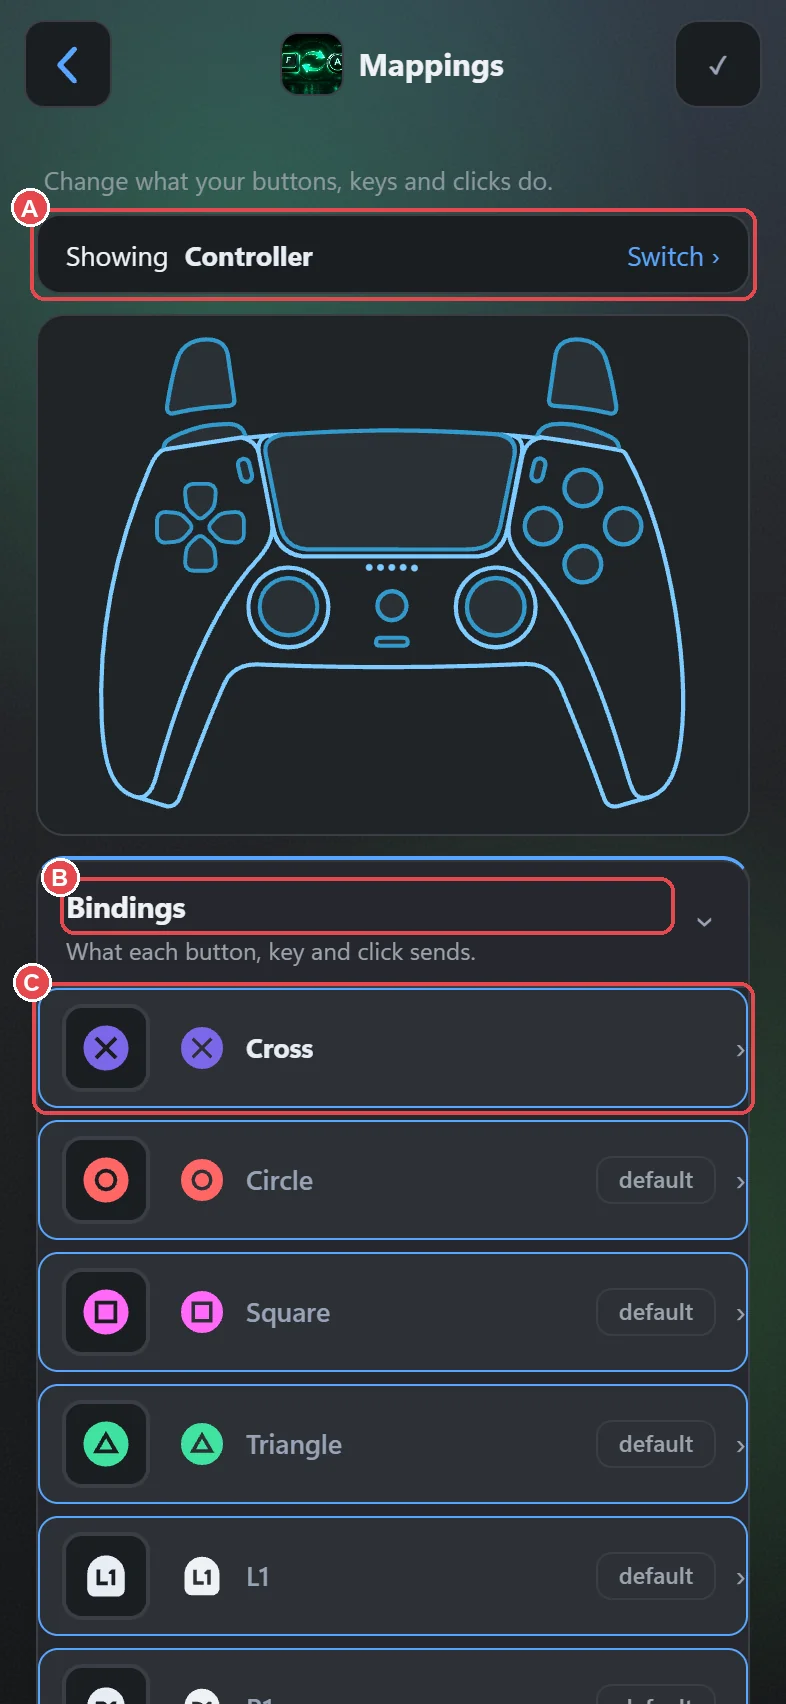 Mappings
✓
Change what your buttons, keys and clicks do.
A
Showing Controller Switch ›
B
Bindings
What each button, key and click sends.
C
Cross ›
Circle default ›
Square default ›
Triangle default ›
L1 L1 L1 default ›